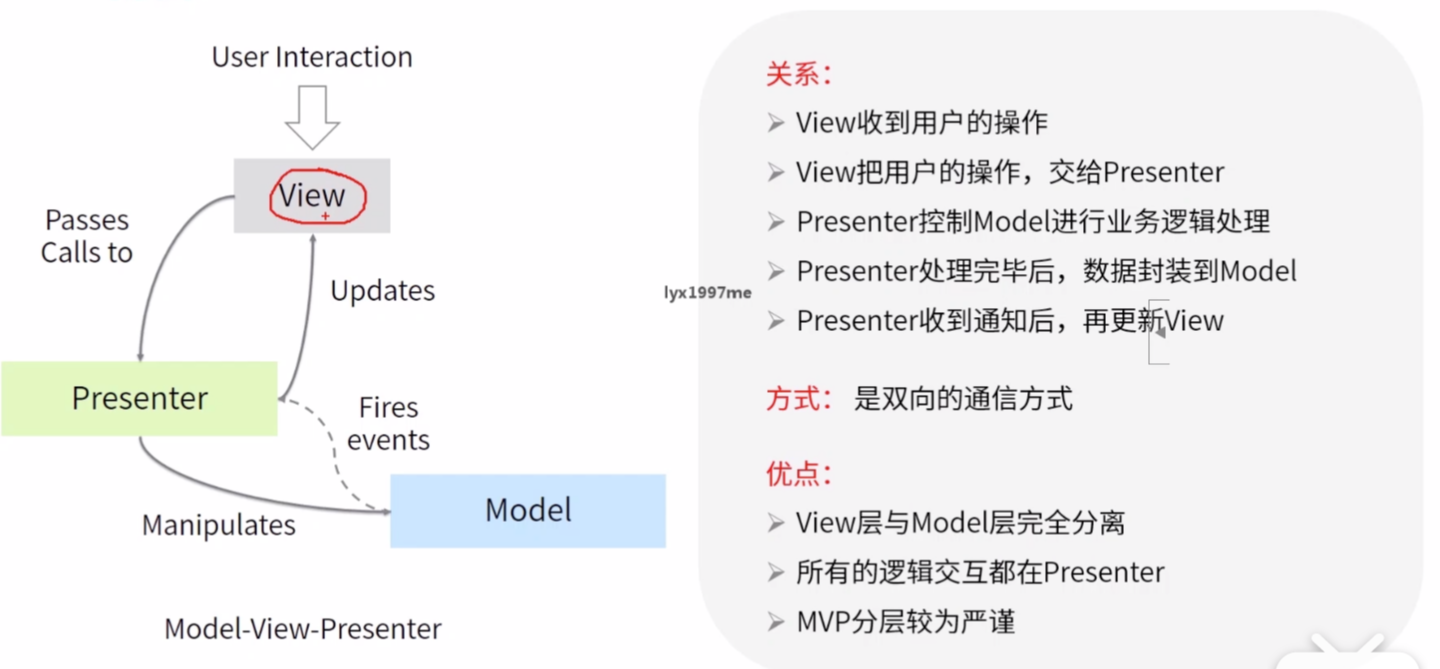 User Interaction
View
Passes
Calls to
Updates
Presenter
Fires
events
Model
Manipulates
Model-View-Presenter
lyx1997me
关系：
View收到用户的操作
View把用户的操作，交给Presenter
Presenter控制Model进行业务逻辑处理
Presenter处理完毕后，数据封装到Model
Presenter收到通知后，再更新View
方式： 是双向的通信方式
优点：
View层与Model层完全分离
所有的逻辑交互都在Presenter
MVP分层较为严谨